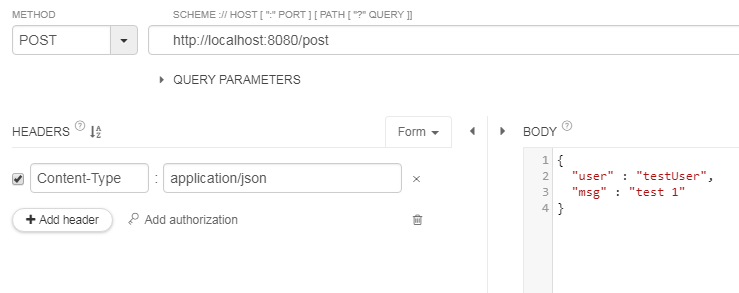 METHOD
SCHEME :// HOST [ ":" PORT ] [ PATH [ "?" QUERY ]]
POST
http://localhost:8080/post
QUERY PARAMETERS
HEADERS ? A Z
Form
BODY ?
Content-Type : application/json ×
+ Add header
Add authorization
1 {
2 "user" : "testUser",
3 "msg" : "test 1"
4 }